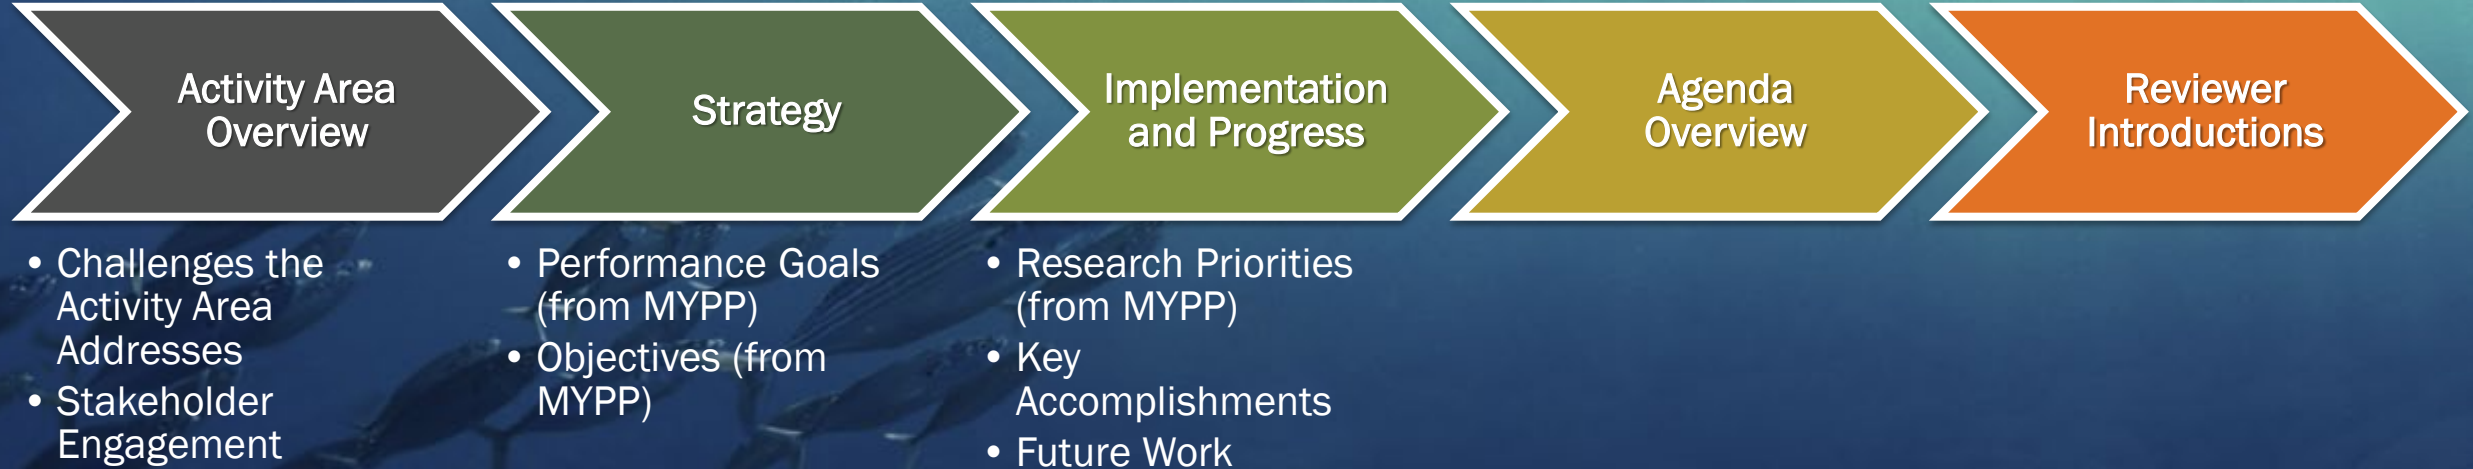 Activity Area
Overview
• Challenges the
Activity Area
Addresses
• Stakeholder
Engagement
Strategy
• Performance Goals
(from MYPP)
• Objectives (from
MYPP)
Implementation
and Progress
• Research Priorities
(from MYPP)
• Key
Accomplishments
• Future Work
Agenda
Overview
Reviewer
Introductions